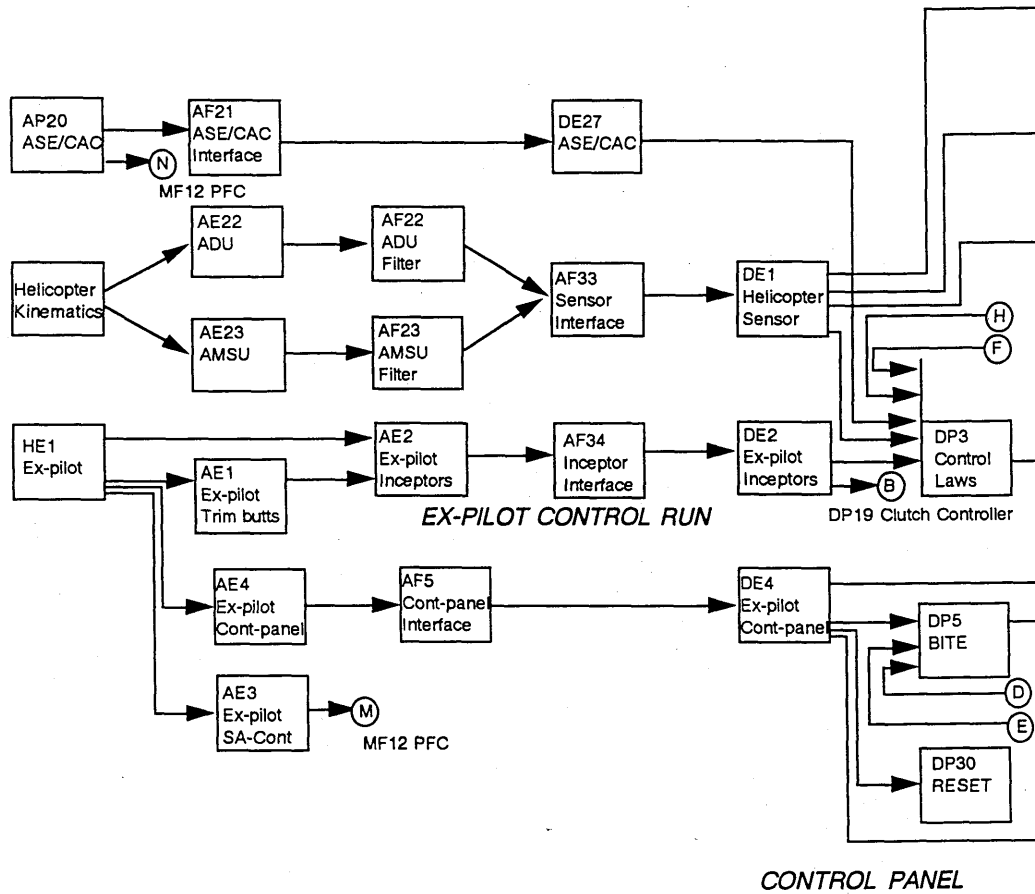 AP20
ASE/CAC
AF21
ASE/CAC
Interface
DE27
ASE/CAC
N
MF12 PFC
Helicopter
Kinematics
AE22
ADU
AF22
ADU
Filter
AE23
AMSU
AF23
AMSU
Filter
AF33
Sensor
Interface
DE1
Helicopter
Sensor
H
F
HE1
Ex-pilot
AE1
Ex-pilot
Trim butts
AE2
Ex-pilot
Inceptors
AF34
Inceptor
Interface
DE2
Ex-pilot
Inceptors
DP3
Control
Laws
B
DP19 Clutch Controller
EX-PILOT CONTROL RUN
AE4
Ex-pilot
Cont-panel
AF5
Cont-panel
Interface
DE4
Ex-pilot
Cont-panel
DP5
BITE
D
E
AE3
Ex-pilot
SA-Cont
M
MF12 PFC
DP30
RESET
CONTROL PANEL